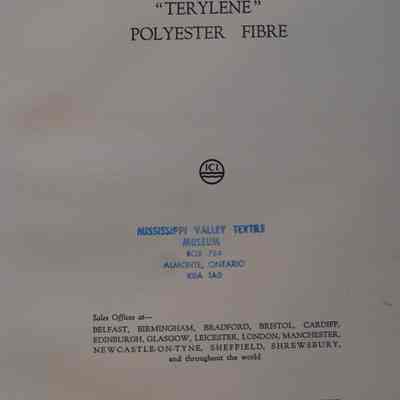 "TERYLENE"
POLYESTER FIBRE
ICI
MISSISSIPPI VALLEY TEXTILE
MUSEUM
BOX 784
ALMONTE, ONTARIO
K0A 1A0
Sales Offices at—
BELFAST, BIRMINGHAM, BRADFORD, BRISTOL, CARDIFF,
EDINBURGH, GLASGOW, LEICESTER, LONDON, MANCHESTER,
NEWCASTLE-ON-TYNE, SHEFFIELD, SHREWSBURY,
and throughout the world